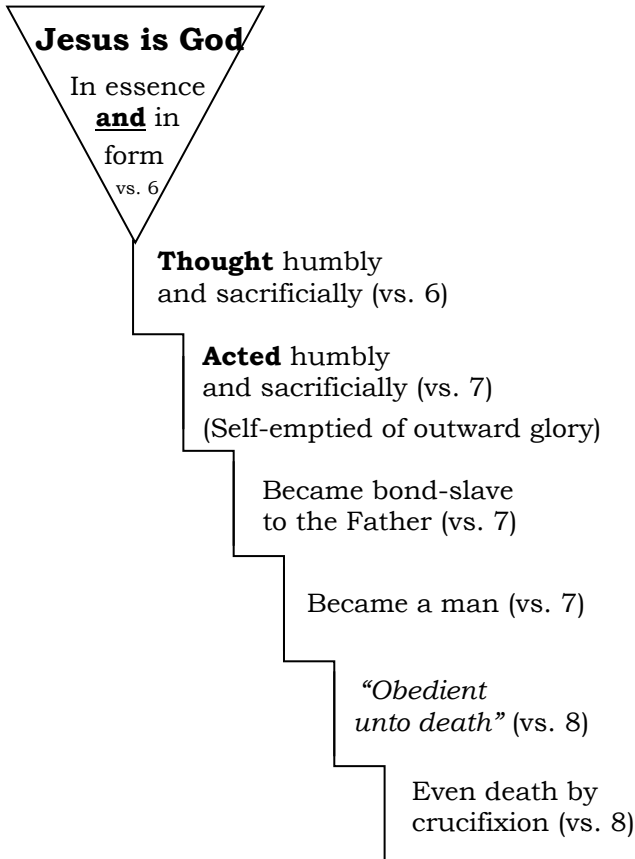 Jesus is God
In essence
and in
form
vs. 6
Thought humbly
and sacrificially (vs. 6)
Acted humbly
and sacrificially (vs. 7)
(Self-emptied of outward glory)
Became bond-slave
to the Father (vs. 7)
Became a man (vs. 7)
“Obedient
unto death” (vs. 8)
Even death by
crucifixion (vs. 8)